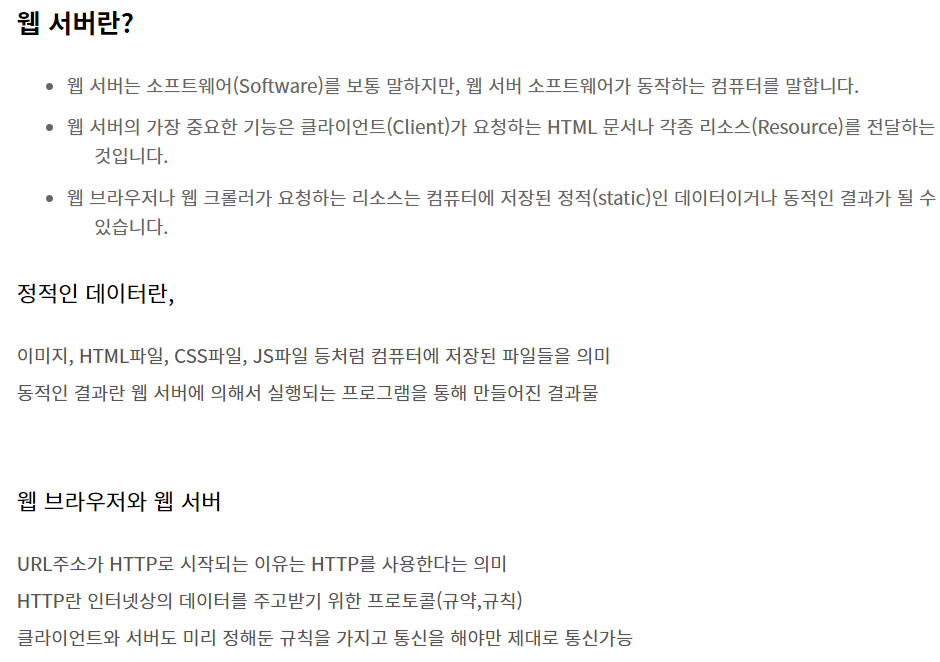 웹 서버란?
웹 서버는 소프트웨어(Software)를 보통 말하지만, 웹 서버 소프트웨어가 동작하는 컴퓨터를 말합니다.
웹 서버의 가장 중요한 기능은 클라이언트(Client)가 요청하는 HTML 문서나 각종 리소스(Resource)를 전달하는
것입니다.
웹 브라우저나 웹 크롤러가 요청하는 리소스는 컴퓨터에 저장된 정적(static)인 데이터이거나 동적인 결과가 될 수
있습니다.
정적인 데이터란,
이미지, HTML파일, CSS파일, JS파일 등처럼 컴퓨터에 저장된 파일들을 의미
동적인 결과란 웹 서버에 의해서 실행되는 프로그램을 통해 만들어진 결과물
웹 브라우저와 웹 서버
URL주소가 HTTP로 시작되는 이유는 HTTP를 사용한다는 의미
HTTP란 인터넷상의 데이터를 주고받기 위한 프로토콜(규약,규칙)
클라이언트와 서버도 미리 정해둔 규칙을 가지고 통신을 해야만 제대로 통신가능